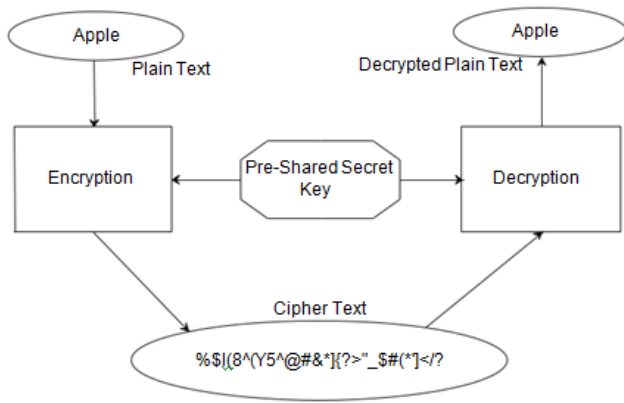 Apple
Apple
Plain Text
Decrypted Plain Text
Encryption
Pre-Shared Secret
Key
Decryption
Cipher Text
%$|(8^(Y5^@#&*]{?>"_$#(*']</?